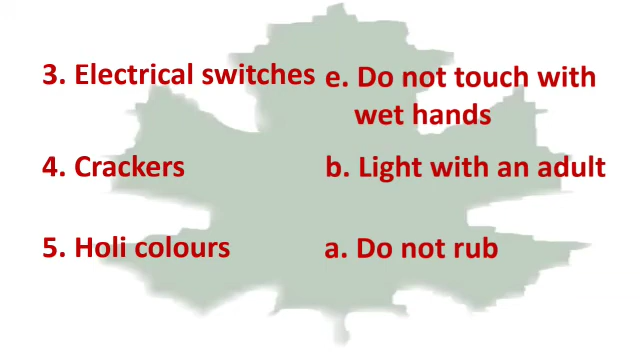 3. Electrical switches e. Do not touch with
wet hands
4. Crackers b. Light with an adult
5. Holi colours a. Do not rub